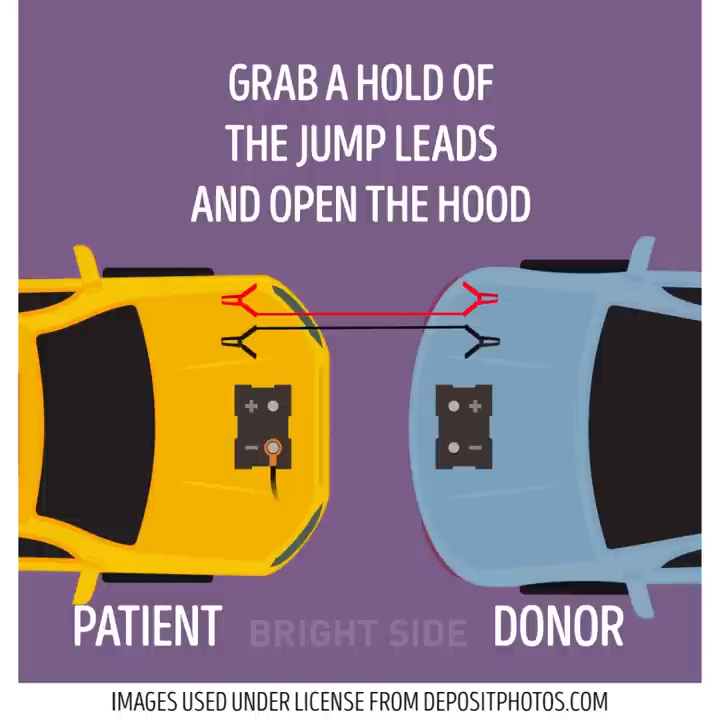 GRAB A HOLD OF
THE JUMP LEADS
AND OPEN THE HOOD
+ +
- -
PATIENT BRIGHT SIDE DONOR
IMAGES USED UNDER LICENSE FROM DEPOSITPHOTOS.COM